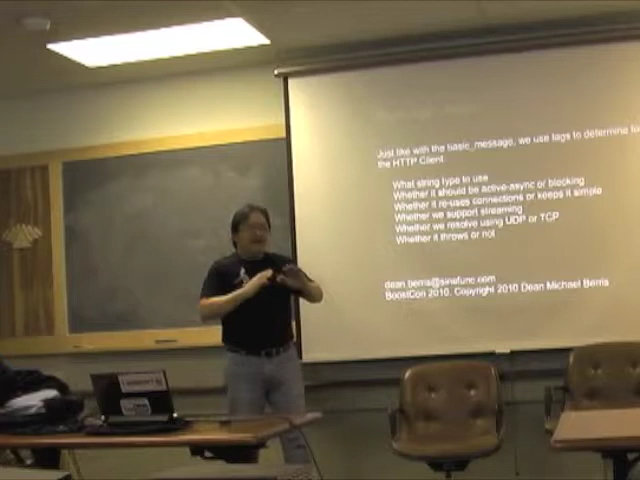 Just like with the basic_message, we use tags to determine
the HTTP Client.
What string type to use
Whether it should be active-async or blocking
Whether it re-uses connections or keeps it simple
Whether we support streaming
Whether we resolve using UDP or TCP
Whether it throws or not
dean.berris@sinefunc.com
BoostCon 2010. Copyright 2010 Dean Michael Berris